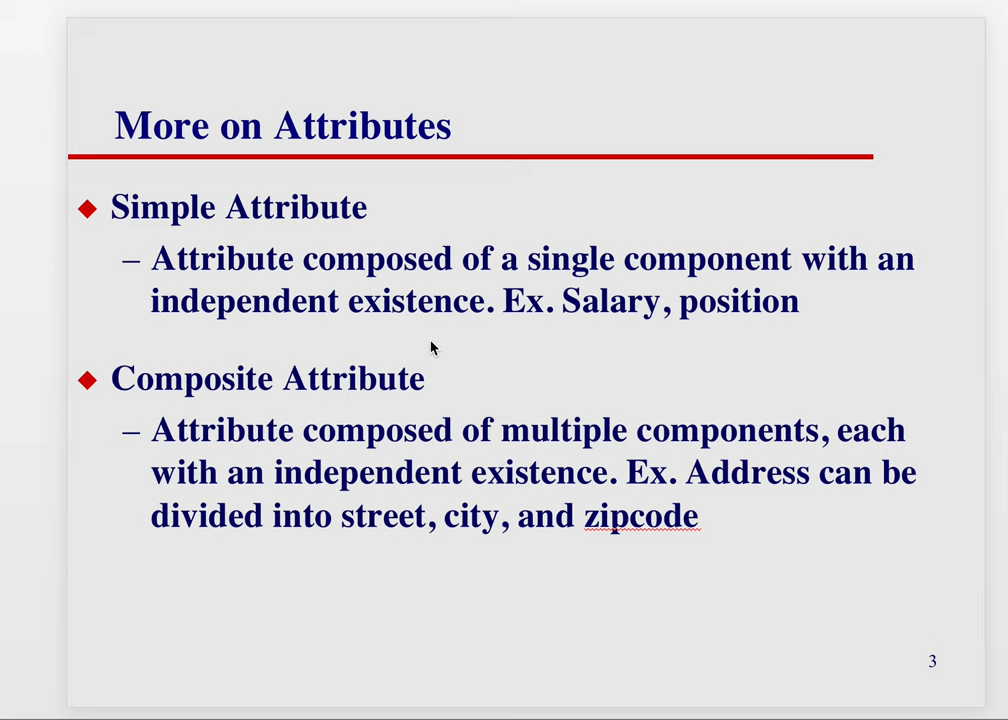 More on Attributes
Simple Attribute
– Attribute composed of a single component with an
independent existence. Ex. Salary, position
Composite Attribute
– Attribute composed of multiple components, each
with an independent existence. Ex. Address can be
divided into street, city, and zipcode
3